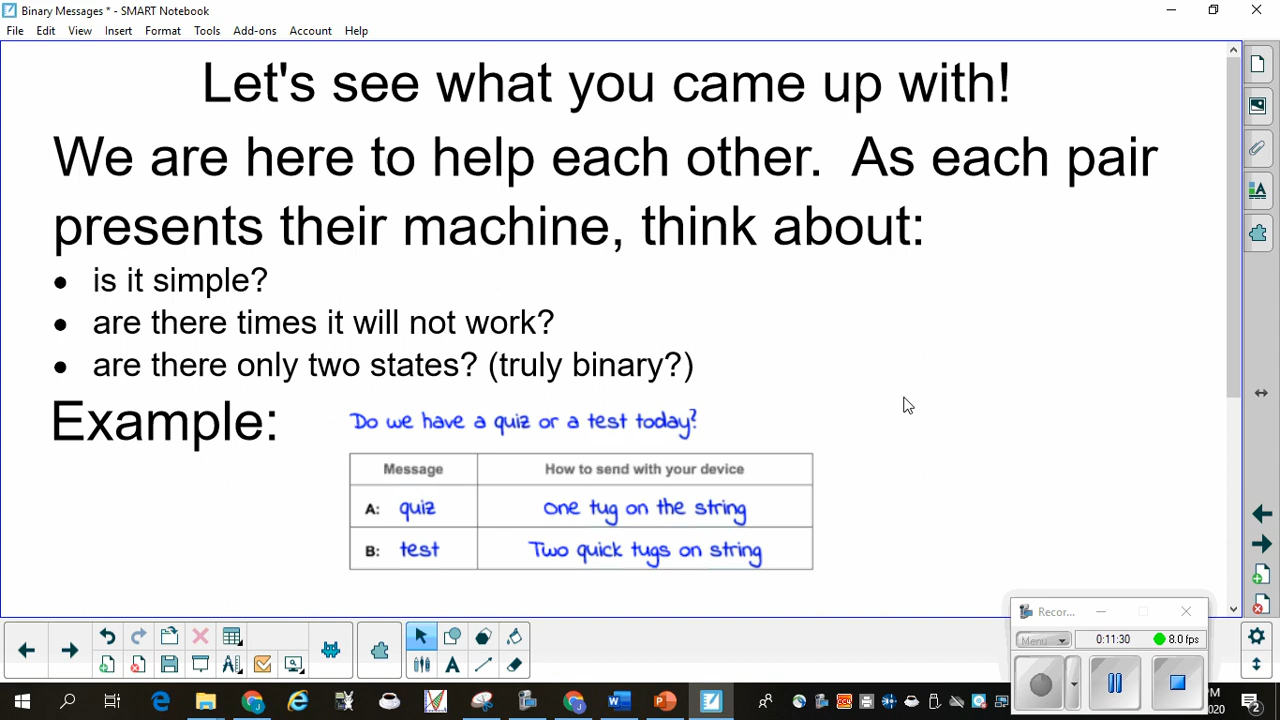 Binary Messages * - SMART Notebook
File Edit View Insert Format Tools Add-ons Account Help
Let's see what you came up with!
We are here to help each other. As each pair
presents their machine, think about:
• is it simple?
• are there times it will not work?
• are there only two states? (truly binary?)
Example:
Do we have a quiz or a test today?
Message How to send with your device
A: quiz One tug on the string
B: test Two quick tugs on string
Recor...
Menu 0:11:30 8.0 fps